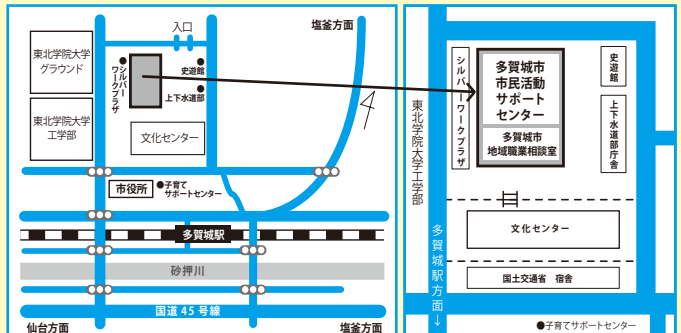 入口
塩釜方面
東北学院大学
グラウンド
シルバー
ワークプラザ
史遊館
上下水道部
東北学院大学
工学部
文化センター
市役所
子育て
サポートセンター
多賀城駅
砂押川
国道45号線
仙台方面
塩釜方面
シルバーワークプラザ
多賀城市
市民活動
サポート
センター
多賀城市
地域職業相談室
史遊館
上下水道部庁舎
東北学院大学工学部
文化センター
多賀城駅方面↓
国土交通省 宿舎
●子育てサポートセンター